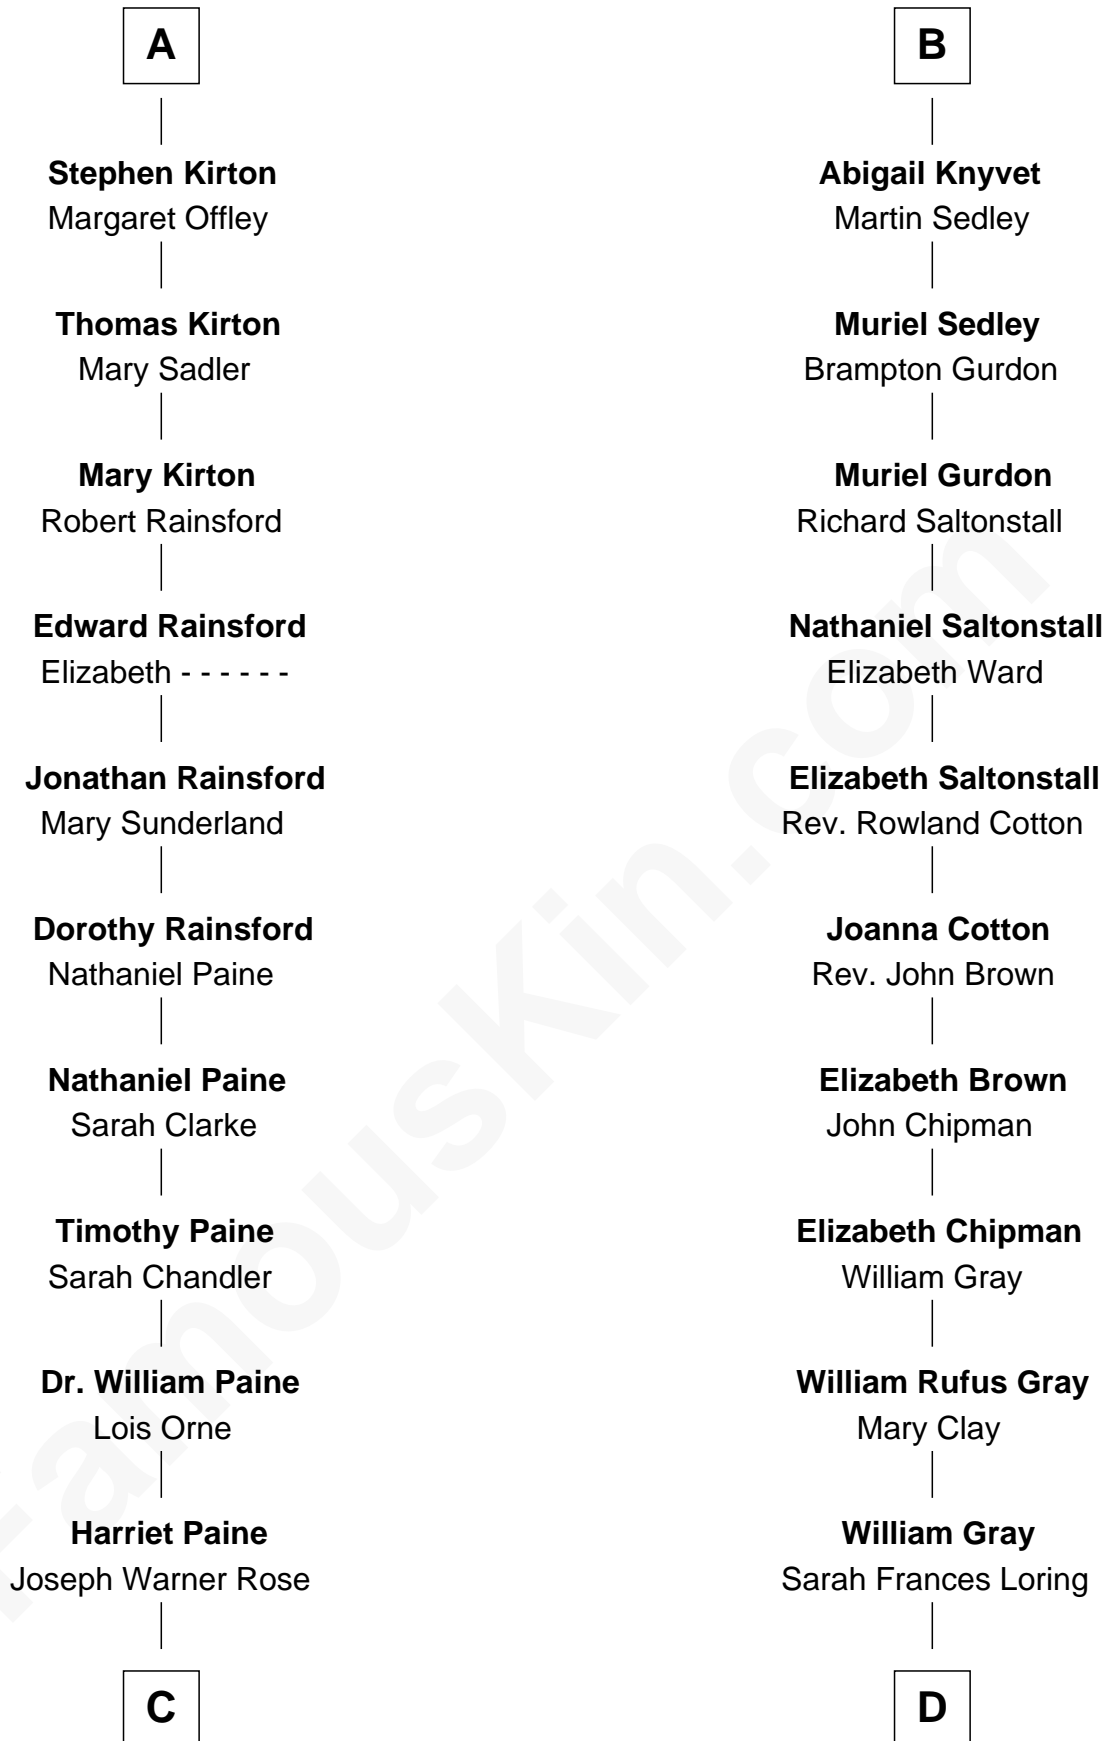 A
Stephen Kirton
Margaret Offley
Thomas Kirton
Mary Sadler
Mary Kirton
Robert Rainsford
Edward Rainsford
Elizabeth - - - - - -
Jonathan Rainsford
Mary Sunderland
Dorothy Rainsford
Nathaniel Paine
Nathaniel Paine
Sarah Clarke
Timothy Paine
Sarah Chandler
Dr. William Paine
Lois Orne
Harriet Paine
Joseph Warner Rose
C
B
Abigail Knyvet
Martin Sedley
Muriel Sedley
Brampton Gurdon
Muriel Gurdon
Richard Saltonstall
Nathaniel Saltonstall
Elizabeth Ward
Elizabeth Saltonstall
Rev. Rowland Cotton
Joanna Cotton
Rev. John Brown
Elizabeth Brown
John Chipman
Elizabeth Chipman
William Gray
William Rufus Gray
Mary Clay
William Gray
Sarah Frances Loring
D
FamousKin.com